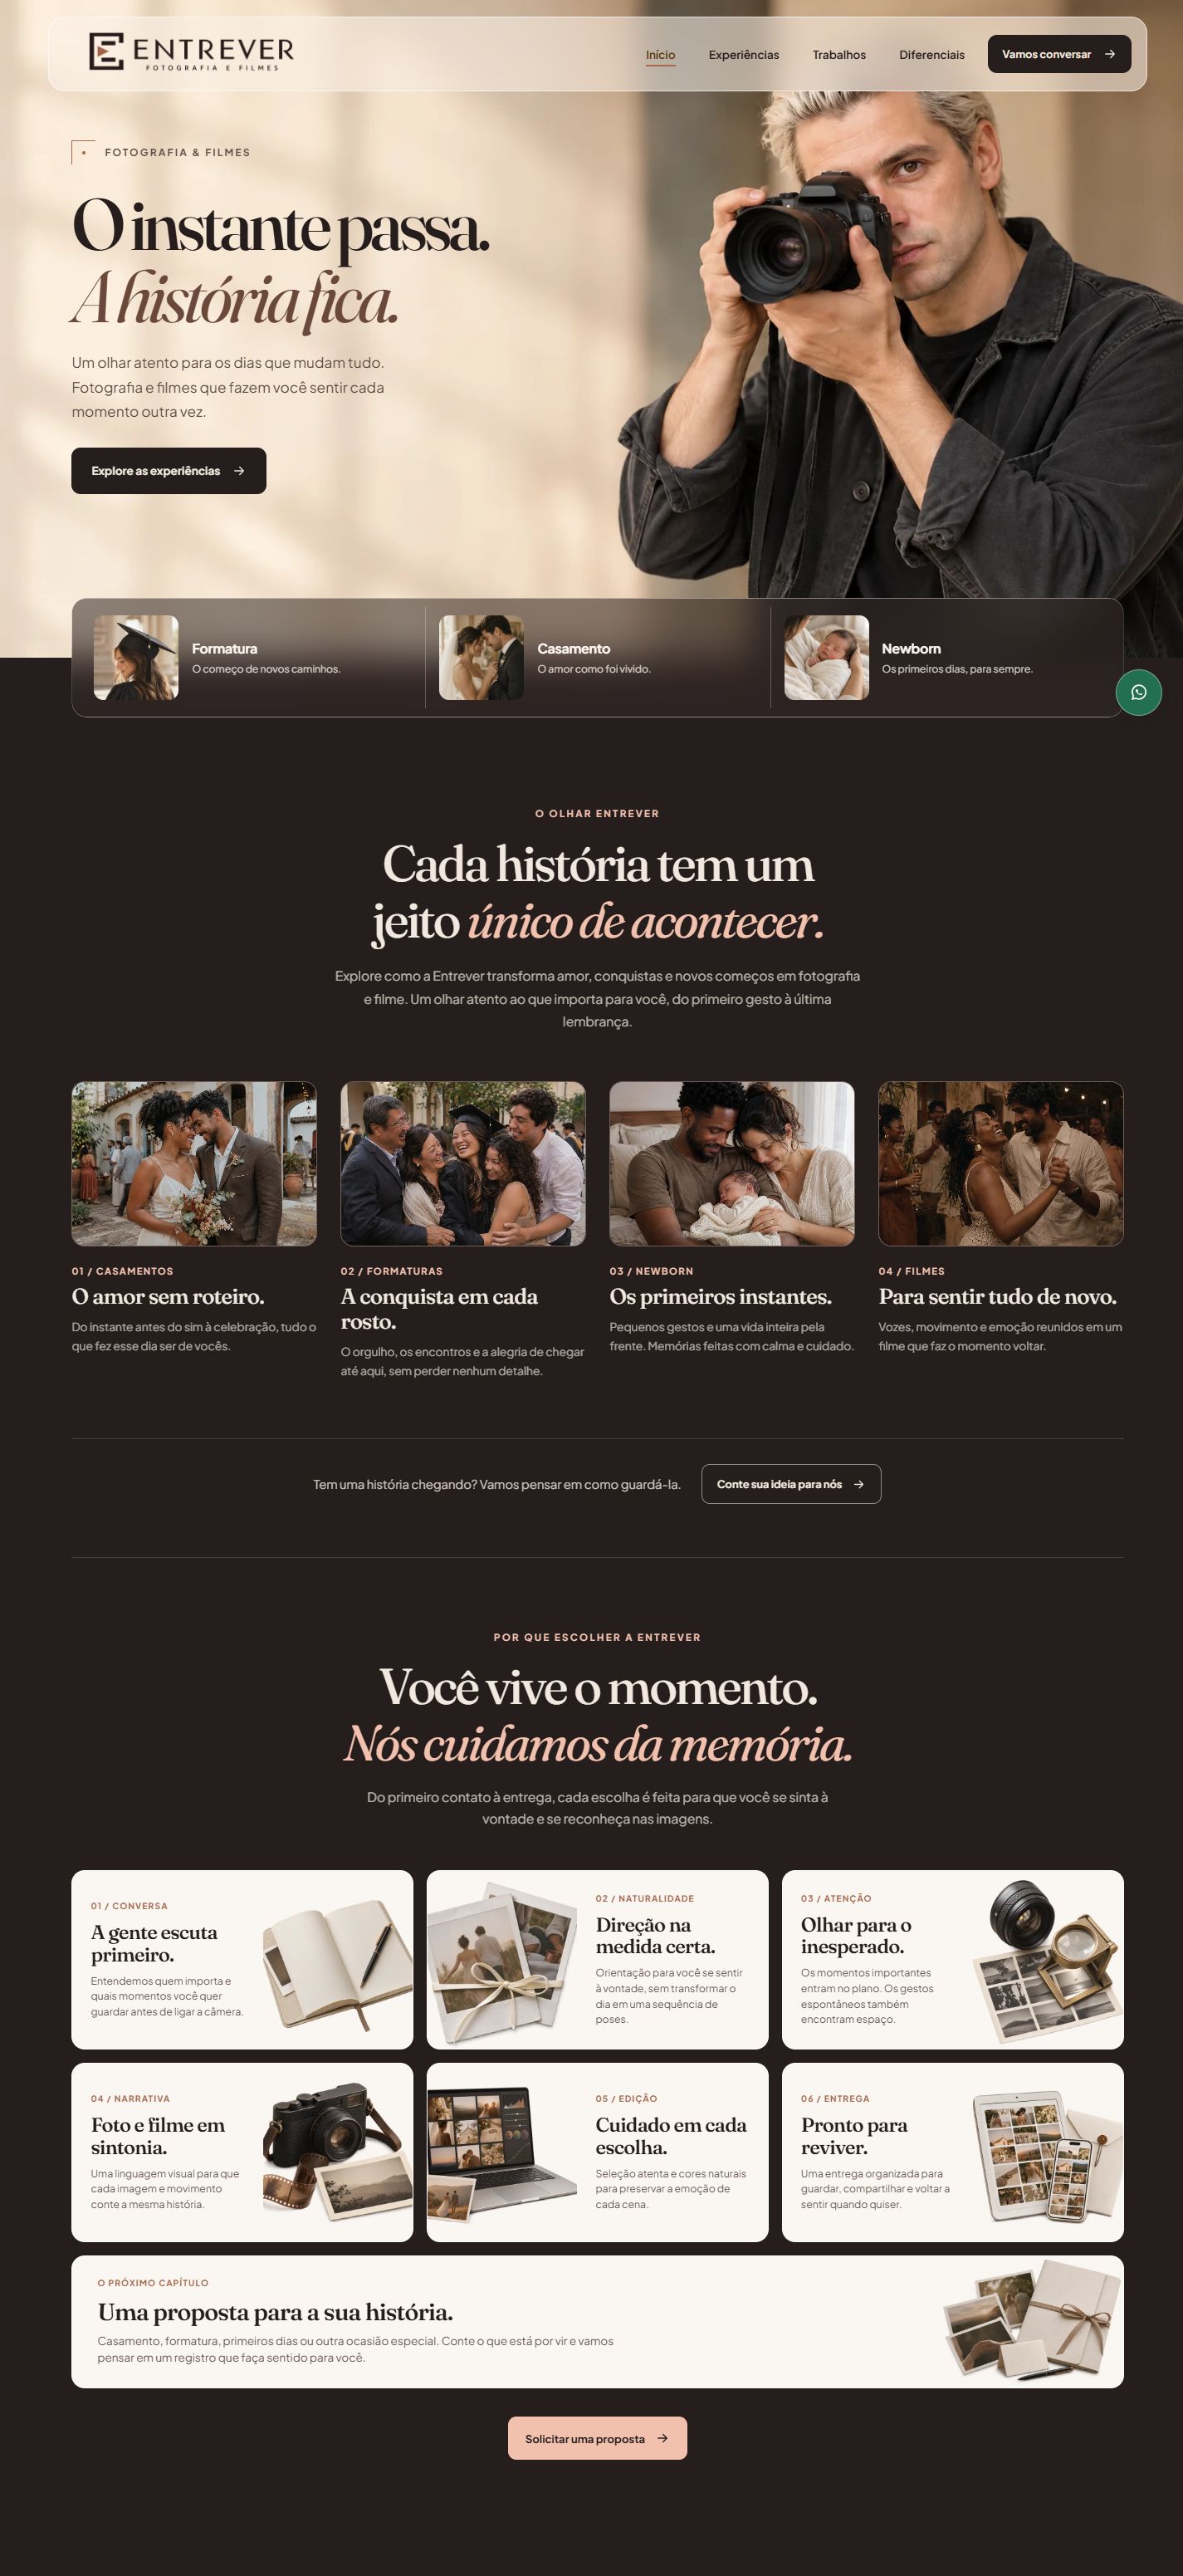 ENTREVER
FOTOGRAFIA E FILMES
Início
Experiências
Trabalhos
Diferenciais
Vamos conversar
FOTOGRAFIA & FILMES
O instante passa.
A história fica.
Um olhar atento para os dias que mudam tudo.
Fotografia e filmes que fazem você sentir cada
momento outra vez.
Explore as experiências
Formatura
O começo de novos caminhos.
Casamento
O amor como foi vivido.
Newborn
Os primeiros dias, para sempre.
O OLHAR ENTREVER
Cada história tem um
jeito único de acontecer.
Explore como a Entrever transforma amor, conquistas e novos começos em fotografia
e filme. Um olhar atento ao que importa para você, do primeiro gesto à última
lembrança.
01 / CASAMENTOS
O amor sem roteiro.
Do instante antes do sim à celebração, tudo o
que fez esse dia ser de vocês.
02 / FORMATURAS
A conquista em cada
rosto.
O orgulho, os encontros e a alegria de chegar
até aqui, sem perder nenhum detalhe.
03 / NEWBORN
Os primeiros instantes.
Pequenos gestos e uma vida inteira pela
frente. Memórias feitas com calma e cuidado.
04 / FILMES
Para sentir tudo de novo.
Vozes, movimento e emoção reunidos em um
filme que faz o momento voltar.
Tem uma história chegando? Vamos pensar em como guardá-la.
Conte sua ideia para nós
POR QUE ESCOLHER A ENTREVER
Você vive o momento.
Nós cuidamos da memória.
Do primeiro contato à entrega, cada escolha é feita para que você se sinta à
vontade e se reconheça nas imagens.
01 / CONVERSA
A gente escuta
primeiro.
Entendemos quem importa e
quais momentos você quer
guardar antes de ligar a câmera.
02 / NATURALIDADE
Direção na
medida certa.
Orientação para você se sentir
à vontade, sem transformar o
dia em uma sequência de
poses.
03 / ATENÇÃO
Olhar para o
inesperado.
Os momentos importantes
entram no plano. Os gestos
espontâneos também
encontram espaço.
04 / NARRATIVA
Foto e filme em
sintonia.
Uma linguagem visual para que
cada imagem e movimento
conte a mesma história.
05 / EDIÇÃO
Cuidado em cada
escolha.
Seleção atenta e cores naturais
para preservar a emoção de
cada cena.
06 / ENTREGA
Pronto para
reviver.
Uma entrega organizada para
guardar, compartilhar e voltar a
sentir quando quiser.
O PRÓXIMO CAPÍTULO
Uma proposta para a sua história.
Casamento, formatura, primeiros dias ou outra ocasião especial. Conte o que está por vir e vamos
pensar em um registro que faça sentido para você.
Solicitar uma proposta